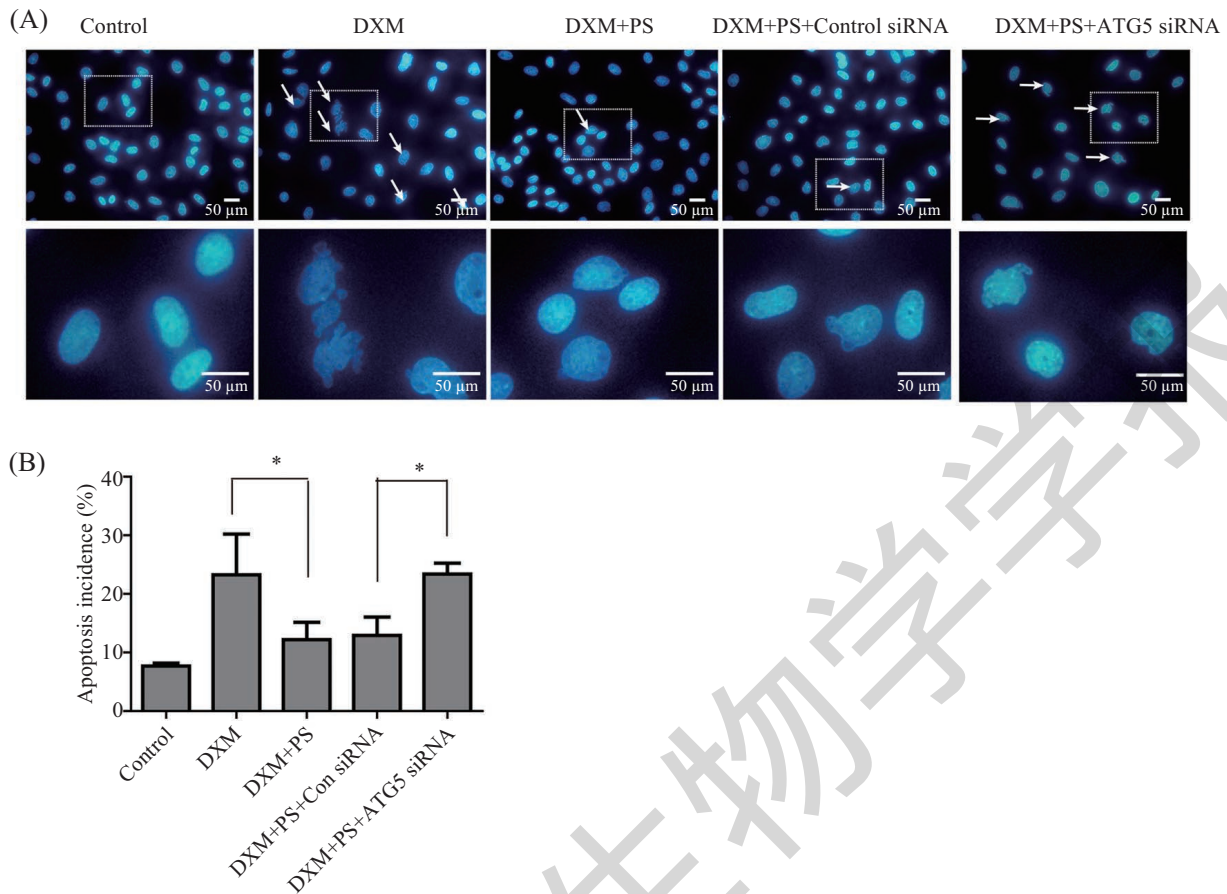 (A)
Control DXM DXM+PS DXM+PS+Control siRNA DXM+PS+ATG5 siRNA
50 μm 50 μm 50 μm 50 μm 50 μm
50 μm 50 μm 50 μm 50 μm 50 μm
(B)
Apoptosis incidence (%)
40
30
20
10
0
* *
Control DXM DXM+PS DXM+PS+Con siRNA DXM+PS+ATG5 siRNA
生物学学报